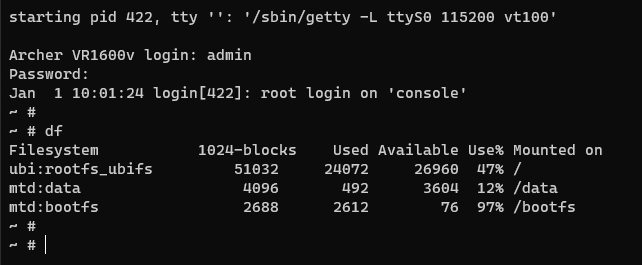 starting pid 422, tty '': '/sbin/getty -L ttyS0 115200 vt100'
Archer VR1600v login: admin
Password:
Jan  1 10:01:24 login[422]: root login on 'console'
~ #
~ # df
Filesystem           1024-blocks    Used Available Use% Mounted on
ubi:rootfs_ubifs         51032     24072     26960  47% /
mtd:data                  4096       492      3604  12% /data
mtd:bootfs                2688      2612        76  97% /bootfs
~ #
~ #